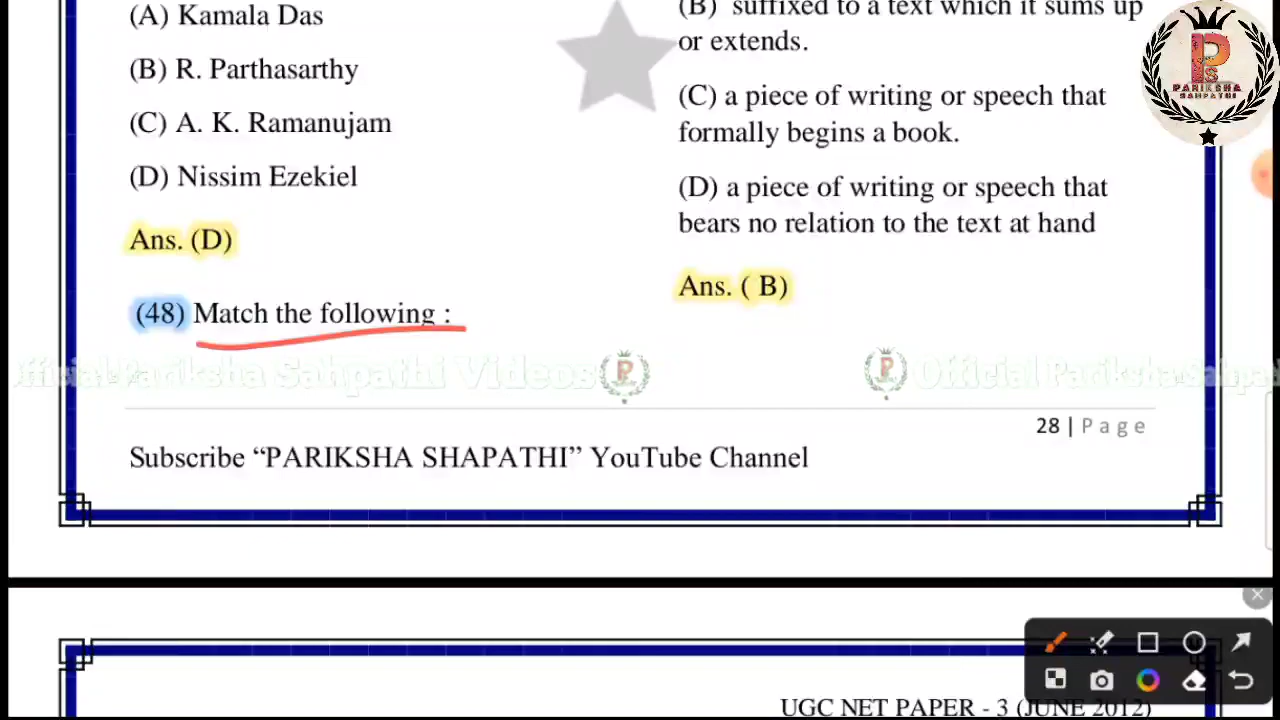 (A) Kamala Das
(B) R. Parthasarthy
(C) A. K. Ramanujam
(D) Nissim Ezekiel
Ans. (D)
(48) Match the following :
(B) suffixed to a text which it sums up
or extends.
(C) a piece of writing or speech that
formally begins a book.
(D) a piece of writing or speech that
bears no relation to the text at hand
Ans. ( B)
PS
PARIKSHA
SAHPATHI
Official Pariksha Sahpathi Videos
Official Pariksha Sahpa
28 | Page
Subscribe “PARIKSHA SHAPATHI” YouTube Channel
UGC NET PAPER - 3 (JUNE 2012)